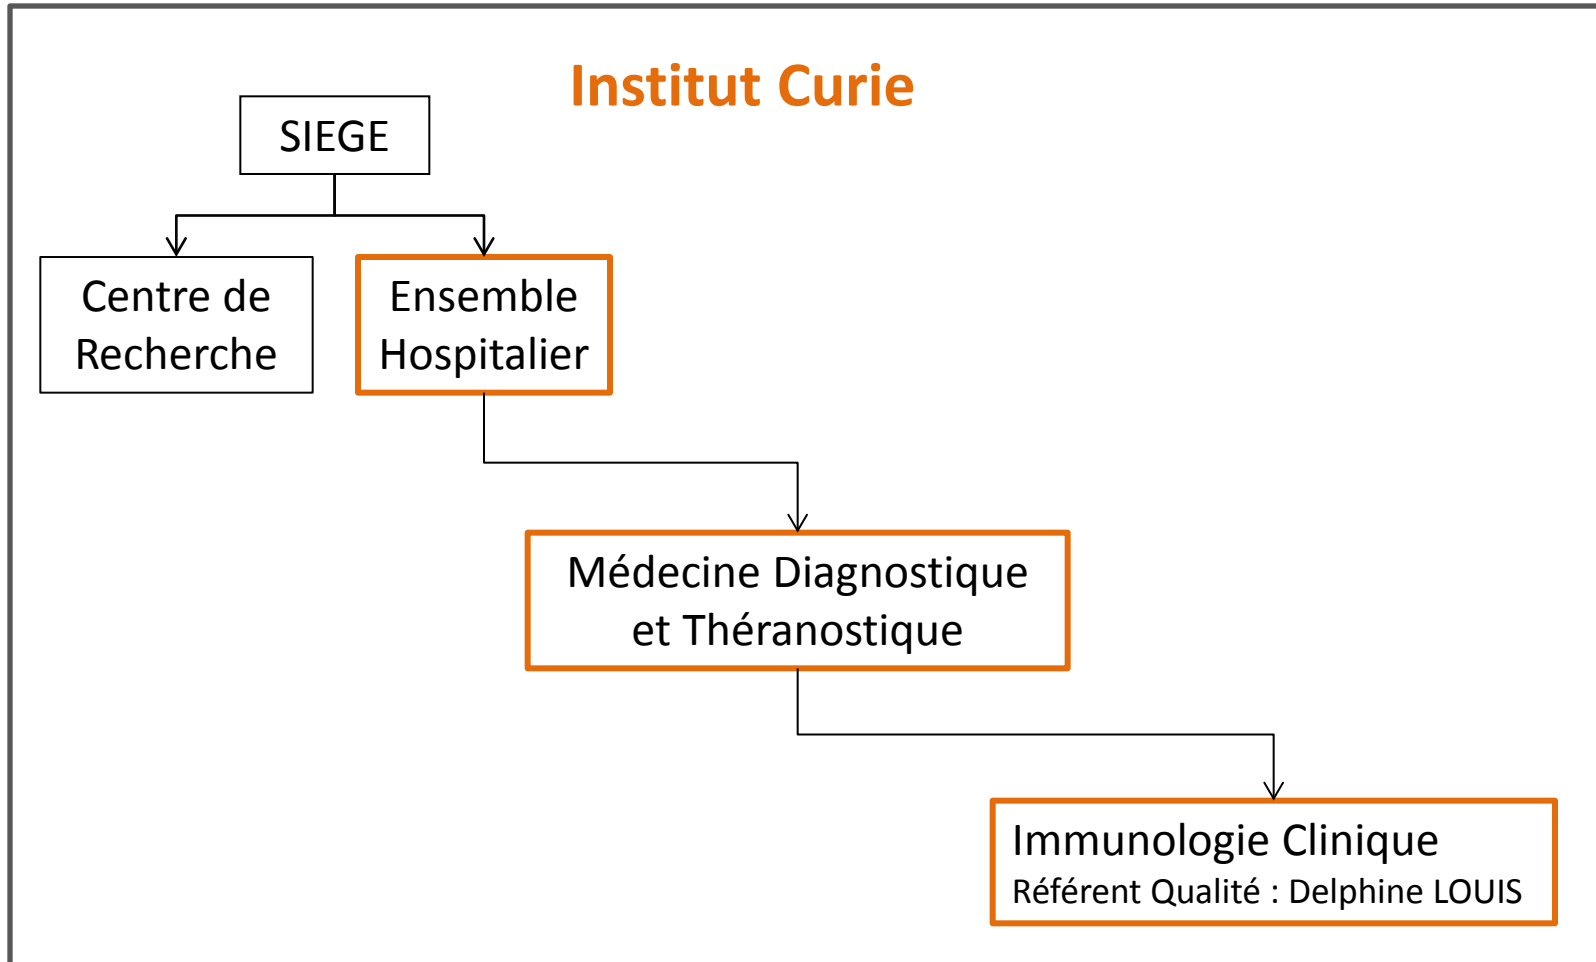 Institut Curie
SIEGE
Centre de
Recherche
Ensemble
Hospitalier
Médecine Diagnostique
et Théranostique
Immunologie Clinique
Référent Qualité : Delphine LOUIS